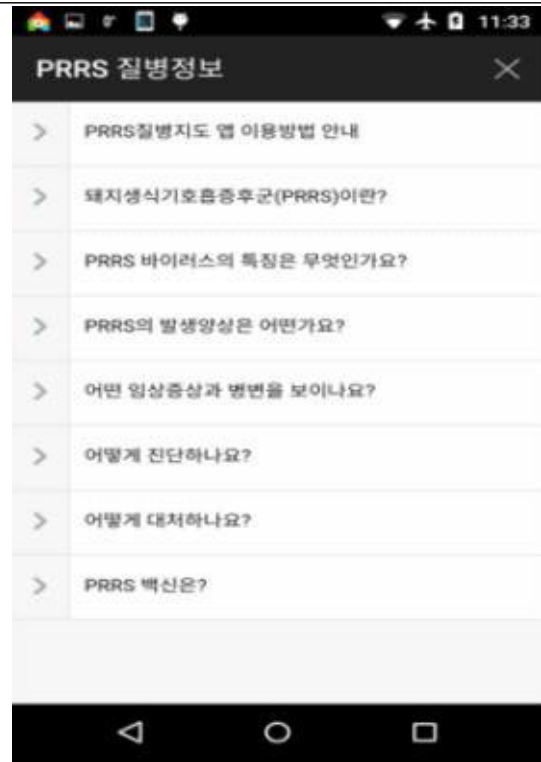 11:33
PRRS 질병정보
PRRS질병지도 앱 이용방법 안내
돼지생식기호흡증후군(PRRS)이란?
PRRS 바이러스의 특징은 무엇인가요?
PRRS의 발생양상은 어떤가요?
어떤 임상증상과 병변을 보이나요?
어떻게 진단하나요?
어떻게 대처하나요?
PRRS 백신은?